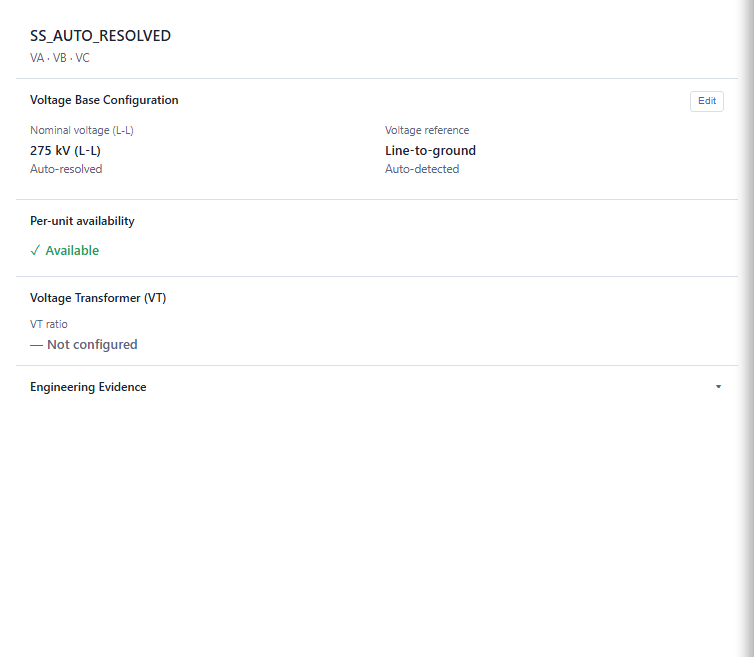 SS_AUTO_RESOLVED
VA · VB · VC
Voltage Base Configuration
Edit
Nominal voltage (L-L)
Voltage reference
275 kV (L-L)
Line-to-ground
Auto-resolved
Auto-detected
Per-unit availability
✓ Available
Voltage Transformer (VT)
VT ratio
— Not configured
Engineering Evidence